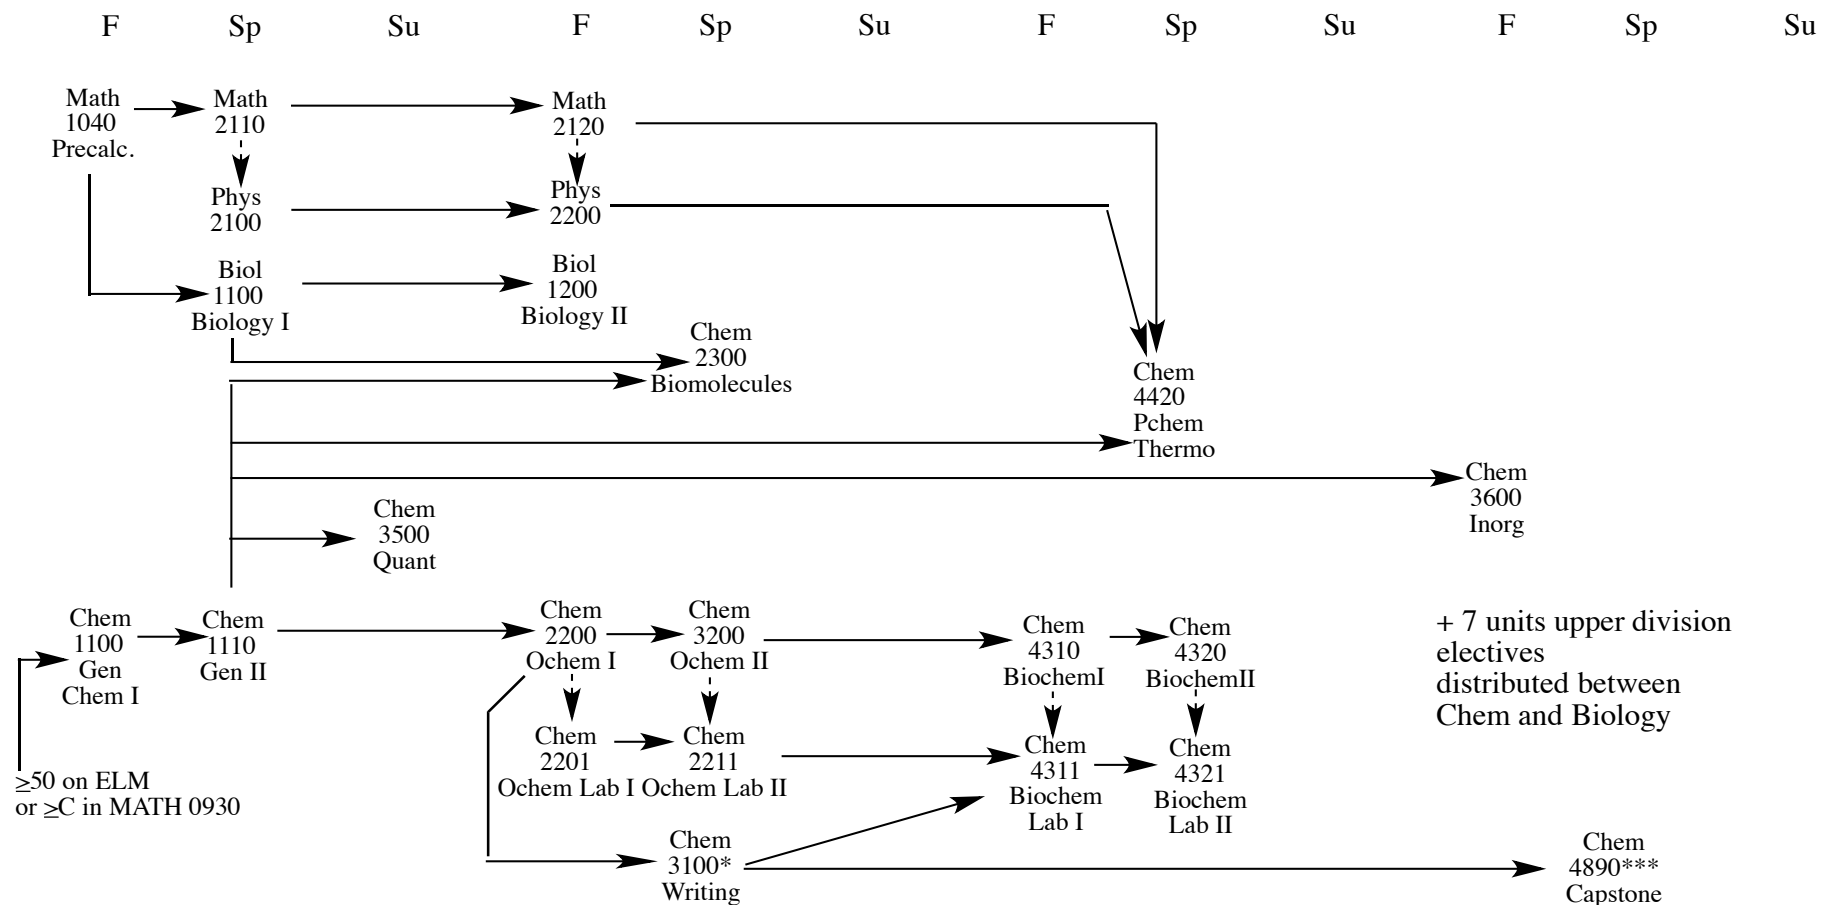 F Sp Su F Sp Su F Sp Su F Sp Su
Math
1040
Precalc.
Math
2110
Math
2120
Phys
2100
Phys
2200
Biol
1100
Biology I
Biol
1200
Biology II
Chem
2300
Biomolecules
Chem
4420
Pchem
Thermo
Chem
3600
Inorg
Chem
3500
Quant
Chem
1100
Gen
Chem I
Chem
1110
Gen II
Chem
2200
Ochem I
Chem
3200
Ochem II
Chem
4310
BiochemI
Chem
4320
BiochemII
+ 7 units upper division
electives
distributed between
Chem and Biology
Chem
2201
Ochem Lab I
Chem
2211
Ochem Lab II
Chem
4311
Biochem
Lab I
Chem
4321
Biochem
Lab II
≥50 on ELM
or ≥C in MATH 0930
Chem
3100*
Writing
Chem
4890***
Capstone